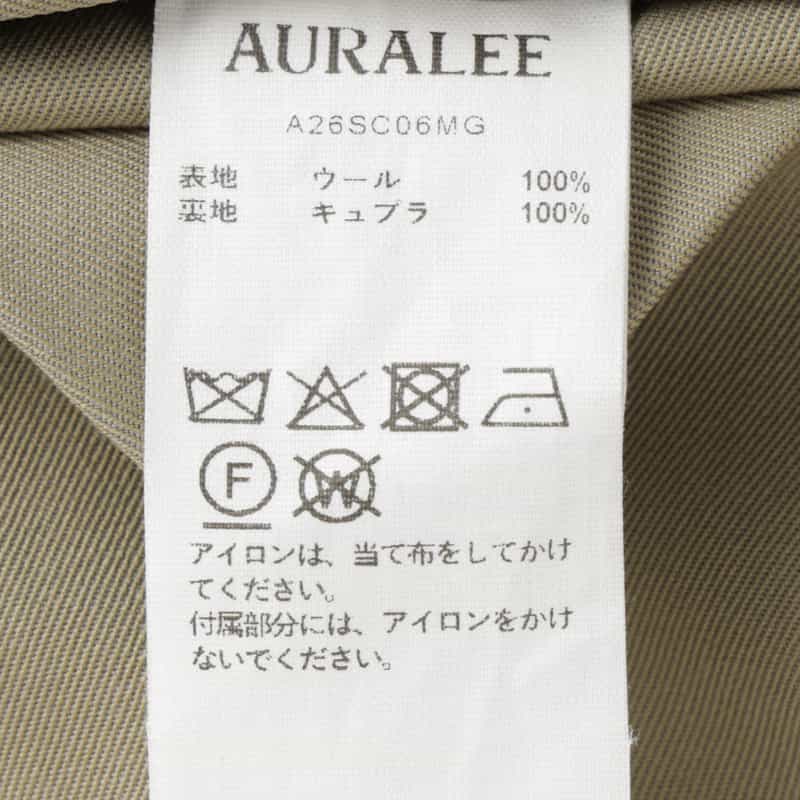 AURALEE
A26SC06MG
表地 ウール 100%
裏地 キュプラ 100%
F W
アイロンは、当て布をしてかけ
てください。
付属部分には、アイロンをかけ
ないでください。